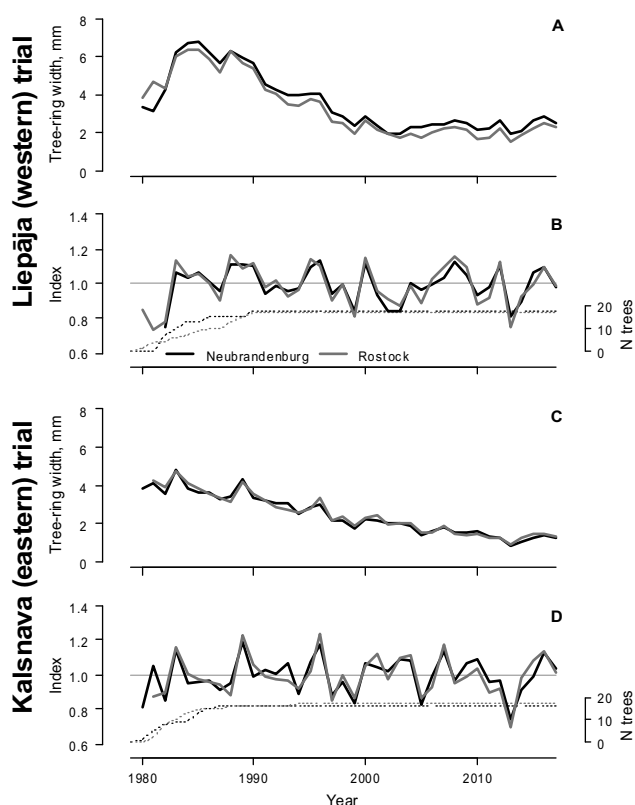 Liepāja (western) trial
A
Tree-ring width, mm
8
6
4
2
0
B
Index
1.4
1.2
1.0
0.8
0.6
20
10
0
N trees
Neubrandenburg
Rostock
Kalsnava (eastern) trial
C
Tree-ring width, mm
8
6
4
2
0
D
Index
1.4
1.2
1.0
0.8
0.6
20
10
0
N trees
1980 1990 2000 2010
Year